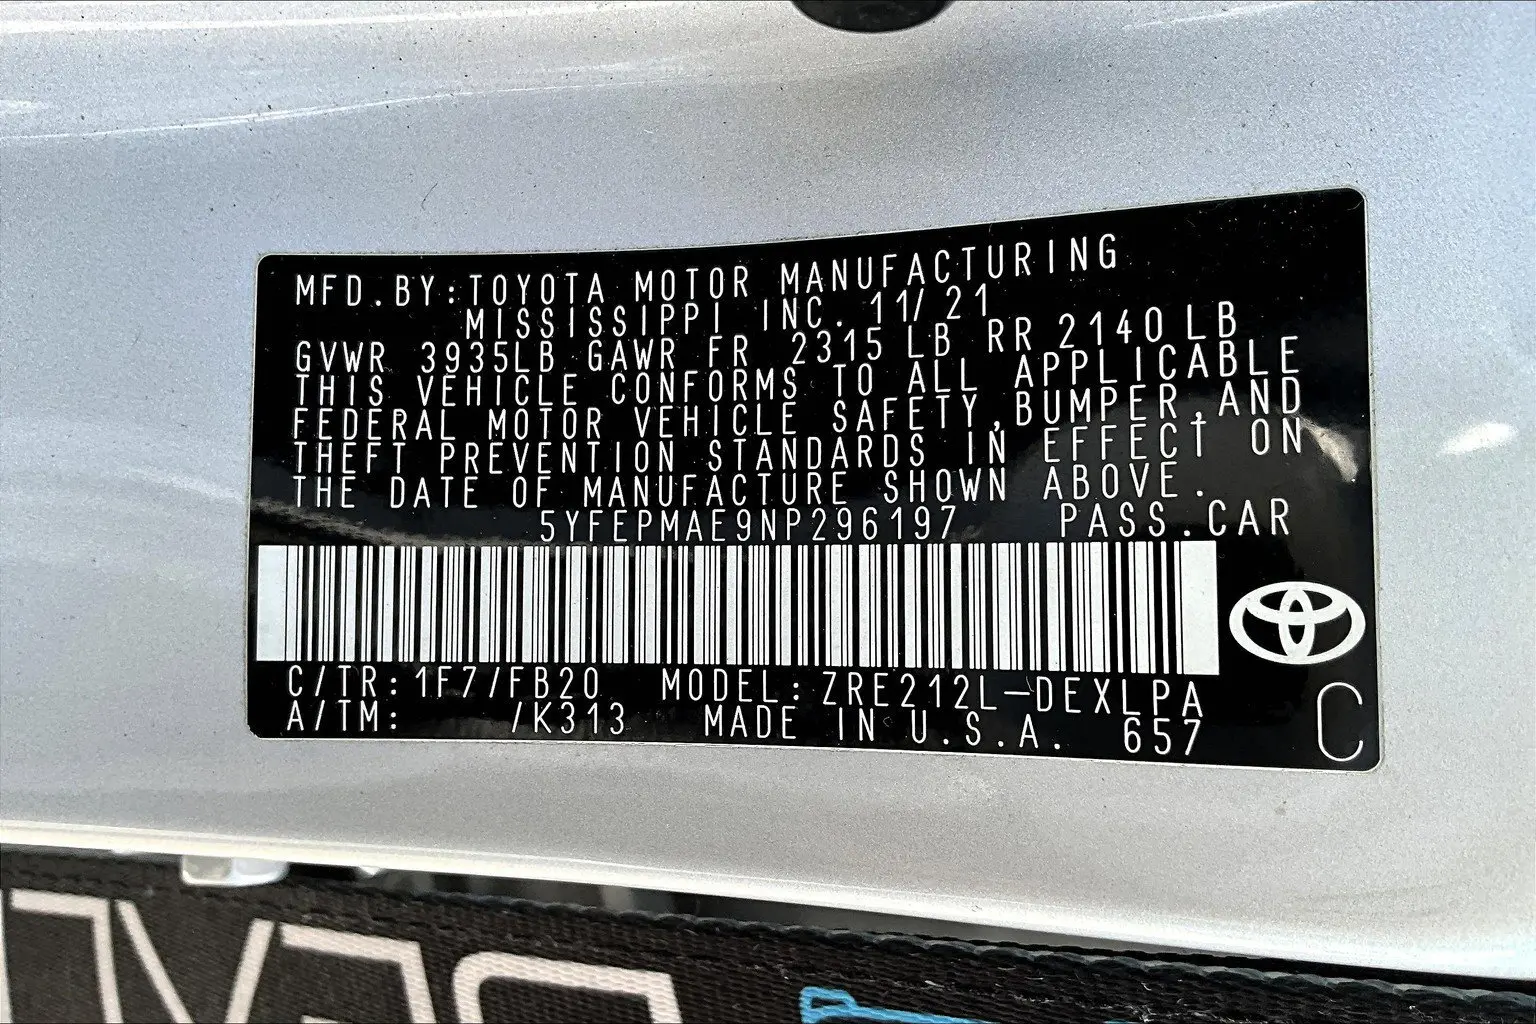 MFD.BY:TOYOTA MOTOR MANUFACTURING
MISSISSIPPI INC. 11/21
GVWR 3935LB GAWR FR 2315 LB RR 2140 LB
THIS VEHICLE CONFORMS TO ALL APPLICABLE
FEDERAL MOTOR VEHICLE SAFETY,BUMPER,AND
THEFT PREVENTION STANDARDS IN EFFECT ON
THE DATE OF MANUFACTURE SHOWN ABOVE.
5YFEPMAE9NP296197 PASS.CAR
C/TR:1F7/FB20 MODEL:ZRE212L-DEXLPA
A/TM: /K313 MADE IN U.S.A. 657
C